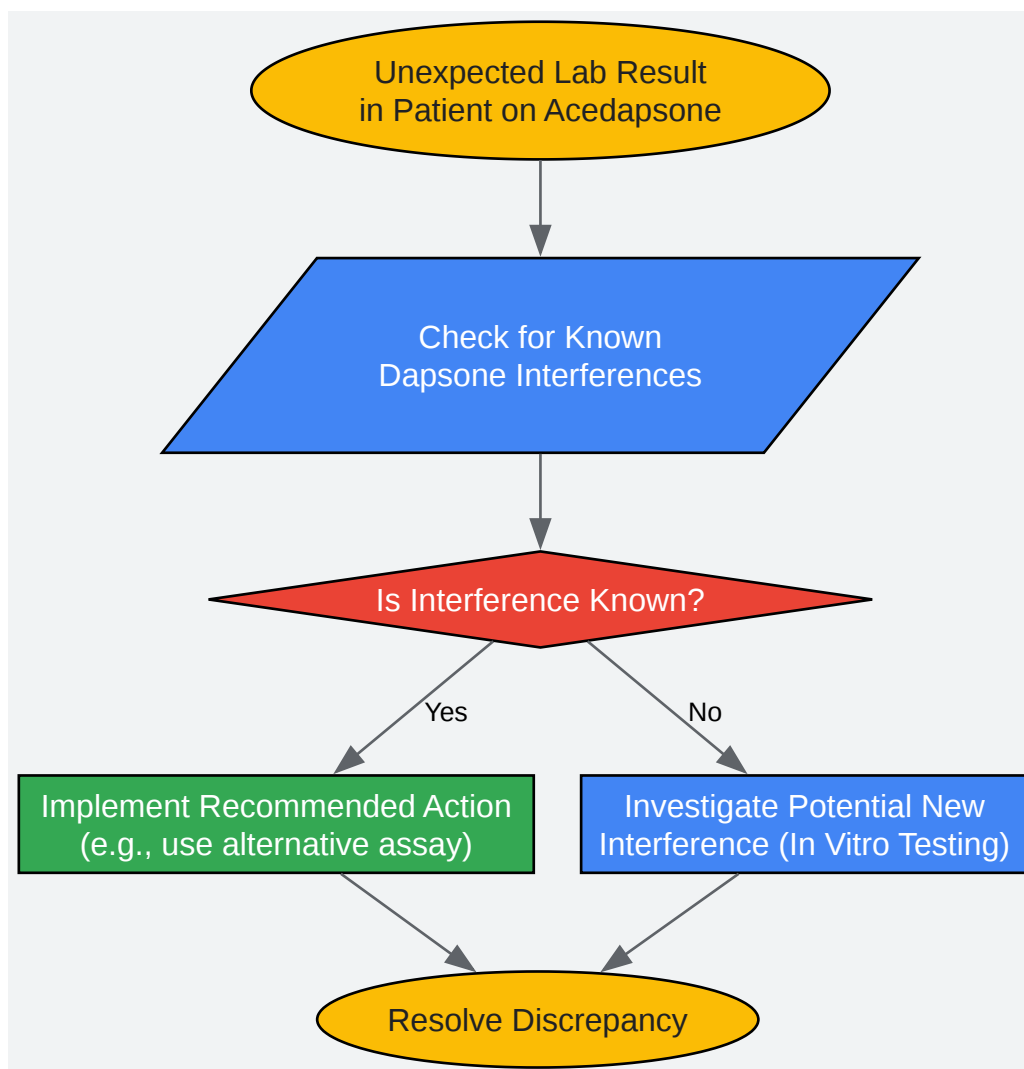 Unexpected Lab Result
in Patient on Acedapsone
Check for Known
Dapsone Interferences
Is Interference Known?
Yes
No
Implement Recommended Action
(e.g., use alternative assay)
Investigate Potential New
Interference (In Vitro Testing)
Resolve Discrepancy